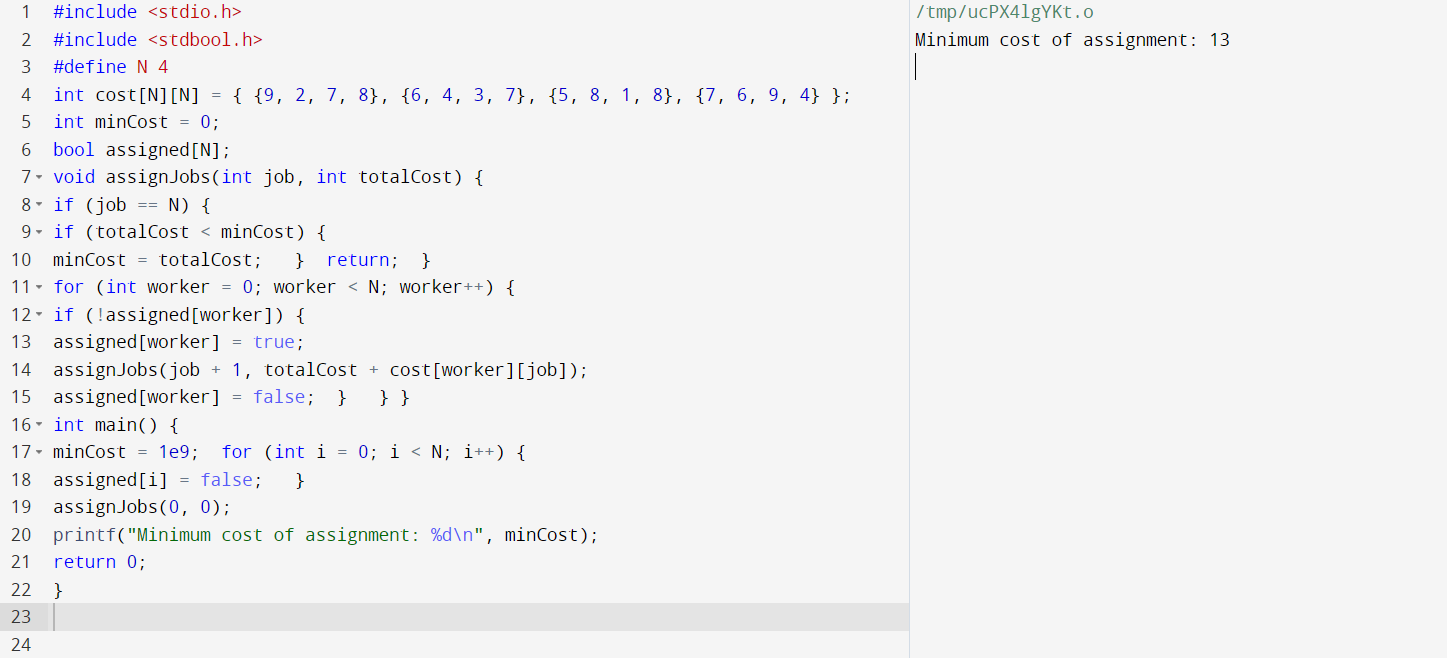 1 #include <stdio.h>
2 #include <stdbool.h>
3 #define N 4
4 int cost[N][N] = { {9, 2, 7, 8}, {6, 4, 3, 7}, {5, 8, 1, 8}, {7, 6, 9, 4} };
5 int minCost = 0;
6 bool assigned[N];
7 void assignJobs(int job, int totalCost) {
8 if (job == N) {
9 if (totalCost < minCost) {
10 minCost = totalCost;   }  return;  }
11 for (int worker = 0; worker < N; worker++) {
12 if (!assigned[worker]) {
13 assigned[worker] = true;
14 assignJobs(job + 1, totalCost + cost[worker][job]);
15 assigned[worker] = false;  }   } }
16 int main() {
17 minCost = 1e9;  for (int i = 0; i < N; i++) {
18 assigned[i] = false;   }
19 assignJobs(0, 0);
20 printf("Minimum cost of assignment: %d\n", minCost);
21 return 0;
22 }
23
24
/tmp/ucPX4lgYKt.o
Minimum cost of assignment: 13